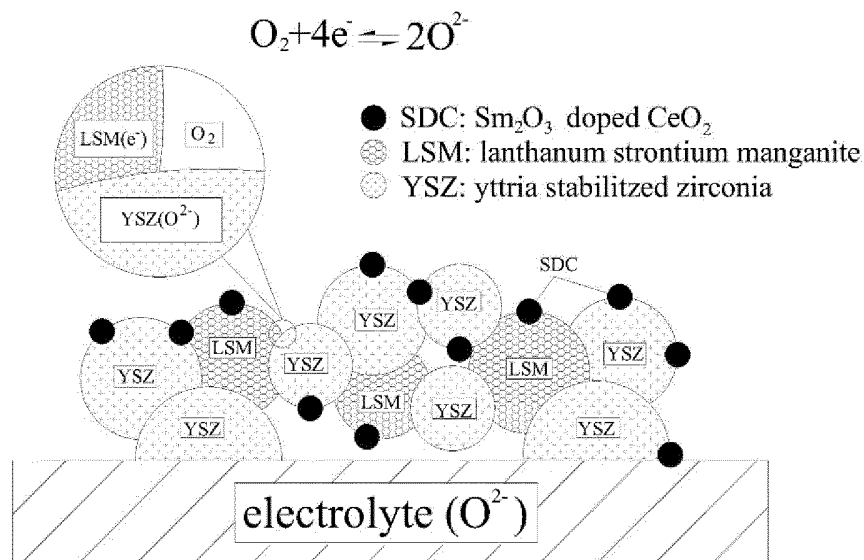 O₂+4e⁻⇌2O²⁻
LSM(e⁻)
O₂
YSZ(O²⁻)
SDC: Sm₂O₃ doped CeO₂
LSM: lanthanum strontium manganite
YSZ: yttria stabilitzed zirconia
SDC
YSZ
YSZ
LSM
YSZ
YSZ
YSZ
LSM
YSZ
LSM
YSZ
YSZ
electrolyte (O²⁻)